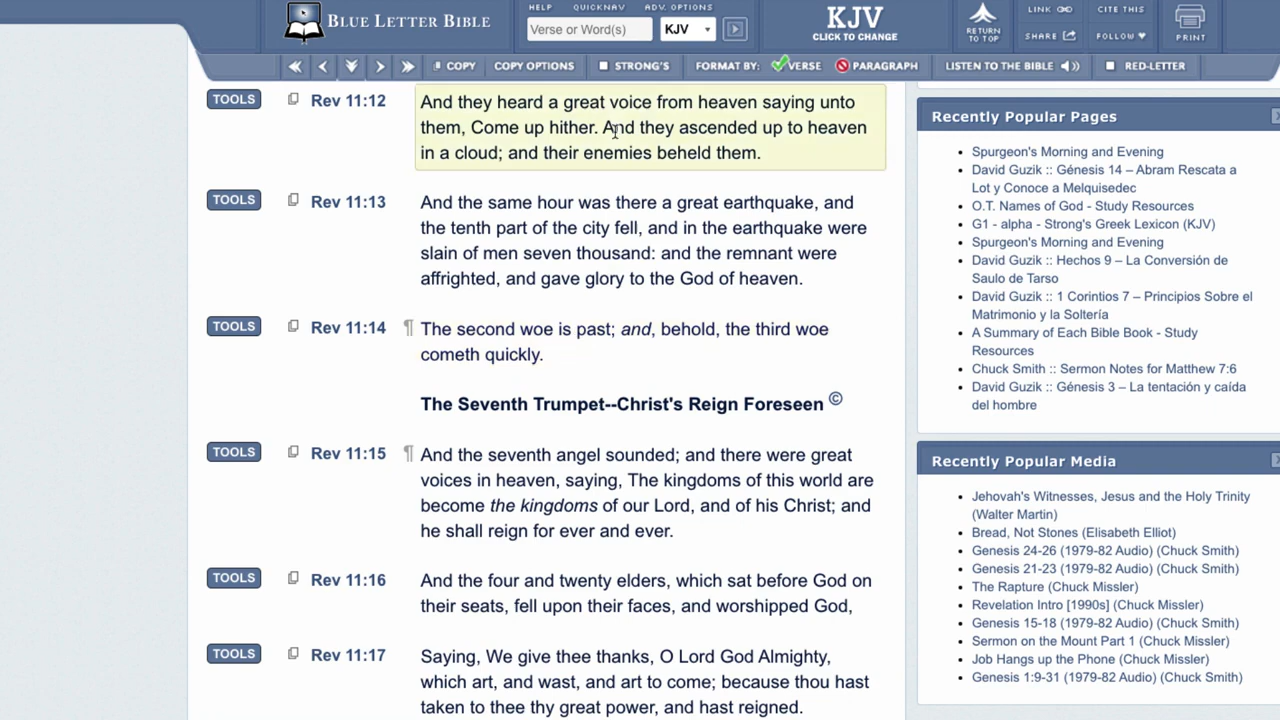 BLUE LETTER BIBLE
HELP QUICKNAV ADV. OPTIONS
Verse or Word(s) KJV
KJV
CLICK TO CHANGE
RETURN
TO TOP
LINK CITE THIS
SHARE FOLLOW
PRINT
COPY COPY OPTIONS STRONG'S FORMAT BY: VERSE PARAGRAPH LISTEN TO THE BIBLE RED-LETTER
TOOLS Rev 11:12 And they heard a great voice from heaven saying unto
them, Come up hither. And they ascended up to heaven
in a cloud; and their enemies beheld them.
TOOLS Rev 11:13 And the same hour was there a great earthquake, and
the tenth part of the city fell, and in the earthquake were
slain of men seven thousand: and the remnant were
affrighted, and gave glory to the God of heaven.
TOOLS Rev 11:14 ¶ The second woe is past; and, behold, the third woe
cometh quickly.
The Seventh Trumpet--Christ's Reign Foreseen ©
TOOLS Rev 11:15 ¶ And the seventh angel sounded; and there were great
voices in heaven, saying, The kingdoms of this world are
become the kingdoms of our Lord, and of his Christ; and
he shall reign for ever and ever.
TOOLS Rev 11:16 And the four and twenty elders, which sat before God on
their seats, fell upon their faces, and worshipped God,
TOOLS Rev 11:17 Saying, We give thee thanks, O Lord God Almighty,
which art, and wast, and art to come; because thou hast
taken to thee thy great power, and hast reigned.
Recently Popular Pages
Spurgeon's Morning and Evening
David Guzik :: Génesis 14 – Abram Rescata a
Lot y Conoce a Melquisedec
O.T. Names of God - Study Resources
G1 - alpha - Strong's Greek Lexicon (KJV)
Spurgeon's Morning and Evening
David Guzik :: Hechos 9 – La Conversión de
Saulo de Tarso
David Guzik :: 1 Corintios 7 – Principios Sobre el
Matrimonio y la Soltería
A Summary of Each Bible Book - Study
Resources
Chuck Smith :: Sermon Notes for Matthew 7:6
David Guzik :: Génesis 3 – La tentación y caída
del hombre
Recently Popular Media
Jehovah's Witnesses, Jesus and the Holy Trinity
(Walter Martin)
Bread, Not Stones (Elisabeth Elliot)
Genesis 24-26 (1979-82 Audio) (Chuck Smith)
Genesis 21-23 (1979-82 Audio) (Chuck Smith)
The Rapture (Chuck Missler)
Revelation Intro [1990s] (Chuck Missler)
Genesis 15-18 (1979-82 Audio) (Chuck Smith)
Sermon on the Mount Part 1 (Chuck Missler)
Job Hangs up the Phone (Chuck Missler)
Genesis 1:9-31 (1979-82 Audio) (Chuck Smith)